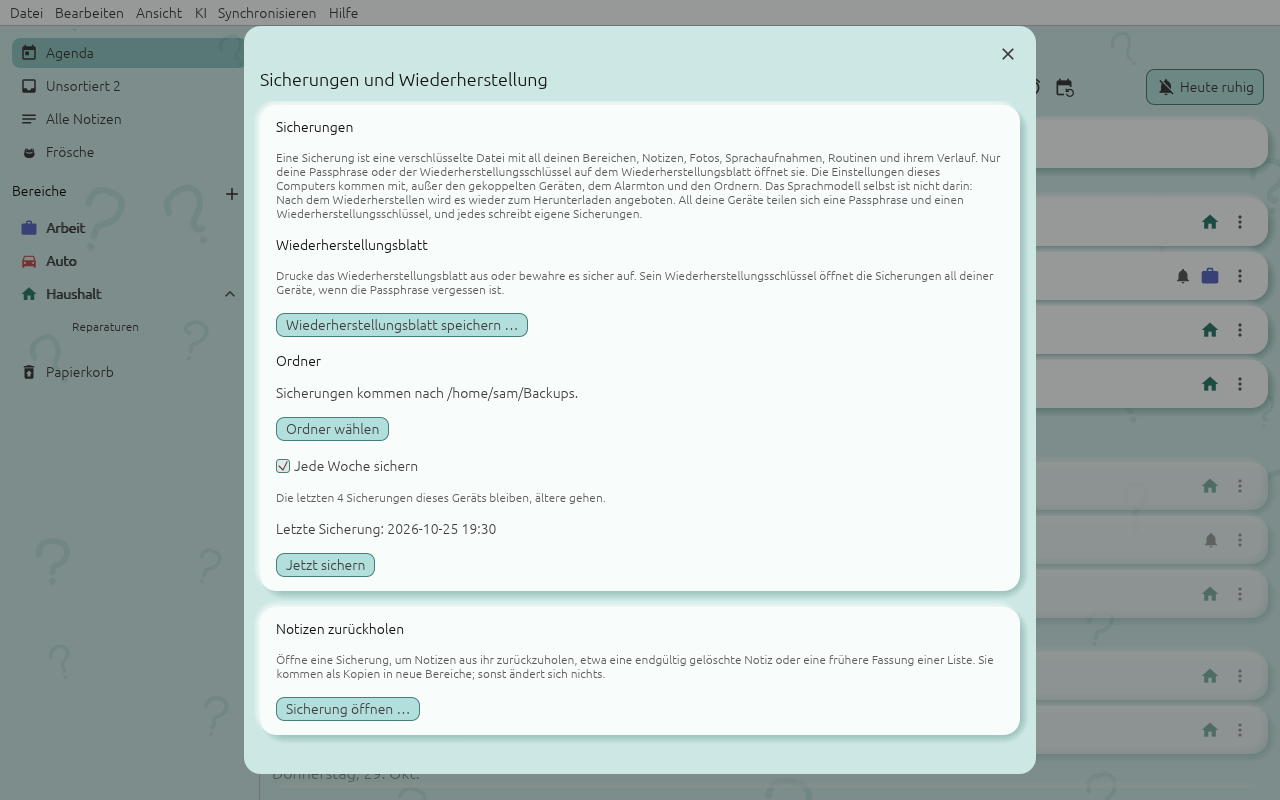 Datei Bearbeiten Ansicht KI Synchronisieren Hilfe
Agenda
Unsortiert 2
Alle Notizen
Frösche
Bereiche
Arbeit
Auto
Haushalt
Reparaturen
Papierkorb
Heute ruhig
Sicherungen und Wiederherstellung
Sicherungen
Eine Sicherung ist eine verschlüsselte Datei mit all deinen Bereichen, Notizen, Fotos, Sprachaufnahmen, Routinen und ihrem Verlauf. Nur
deine Passphrase oder der Wiederherstellungsschlüssel auf dem Wiederherstellungsblatt öffnet sie. Die Einstellungen dieses
Computers kommen mit, außer den gekoppelten Geräten, dem Alarmton und den Ordnern. Das Sprachmodell selbst ist nicht darin:
Nach dem Wiederherstellen wird es wieder zum Herunterladen angeboten. All deine Geräte teilen sich eine Passphrase und einen
Wiederherstellungsschlüssel, und jedes schreibt eigene Sicherungen.
Wiederherstellungsblatt
Drucke das Wiederherstellungsblatt aus oder bewahre es sicher auf. Sein Wiederherstellungsschlüssel öffnet die Sicherungen all deiner
Geräte, wenn die Passphrase vergessen ist.
Wiederherstellungsblatt speichern …
Ordner
Sicherungen kommen nach /home/sam/Backups.
Ordner wählen
Jede Woche sichern
Die letzten 4 Sicherungen dieses Geräts bleiben, ältere gehen.
Letzte Sicherung: 2026-10-25 19:30
Jetzt sichern
Notizen zurückholen
Öffne eine Sicherung, um Notizen aus ihr zurückzuholen, etwa eine endgültig gelöschte Notiz oder eine frühere Fassung einer Liste. Sie
kommen als Kopien in neue Bereiche; sonst ändert sich nichts.
Sicherung öffnen …
Donnerstag, 29. Okt.